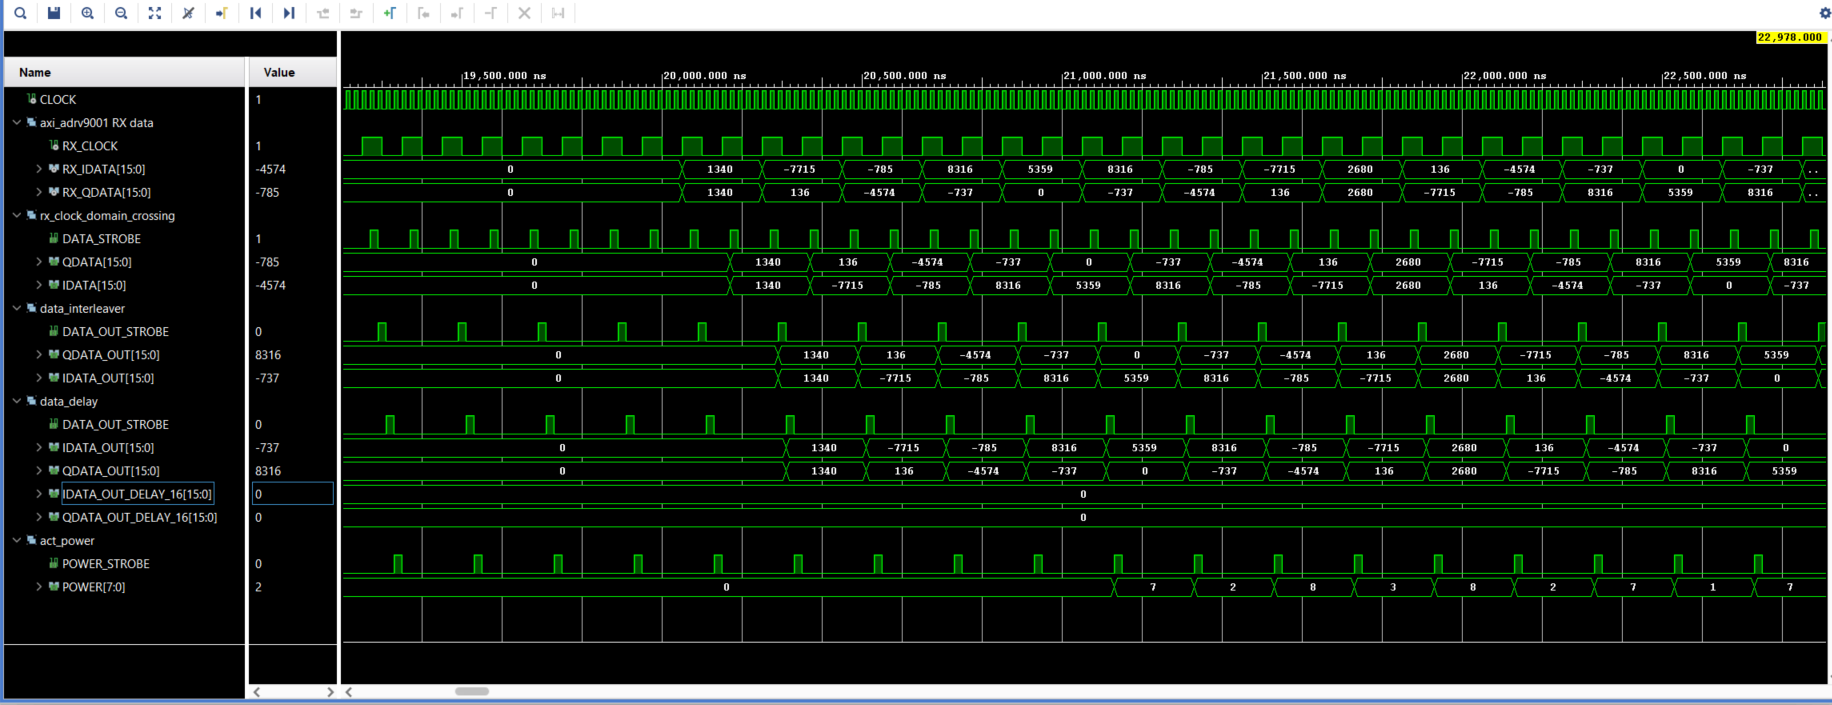 22,978.000
Name Value 19,500.000 ns 20,000.000 ns 20,500.000 ns 21,000.000 ns 21,500.000 ns 22,000.000 ns 22,500.000 ns
CLOCK 1
axi_adrv9001 RX data
RX_CLOCK 1
RX_IDATA[15:0] -4574 0 1340 -7715 -785 8316 5359 8316 -785 -7715 2680 136 -4574 -737 0 -737 ..
RX_QDATA[15:0] -785 0 1340 136 -4574 -737 0 -737 -4574 136 2680 -7715 -785 8316 5359 8316 ..
rx_clock_domain_crossing
DATA_STROBE 1
QDATA[15:0] -785 0 1340 136 -4574 -737 0 -737 -4574 136 2680 -7715 -785 8316 5359 8316
IDATA[15:0] -4574 0 1340 -7715 -785 8316 5359 8316 -785 -7715 2680 136 -4574 -737 0 -737
data_interleaver
DATA_OUT_STROBE 0
QDATA_OUT[15:0] 8316 0 1340 136 -4574 -737 0 -737 -4574 136 2680 -7715 -785 8316 5359
IDATA_OUT[15:0] -737 0 1340 -7715 -785 8316 5359 8316 -785 -7715 2680 136 -4574 -737 0
data_delay
DATA_OUT_STROBE 0
IDATA_OUT[15:0] -737 0 1340 -7715 -785 8316 5359 8316 -785 -7715 2680 136 -4574 -737 0
QDATA_OUT[15:0] 8316 0 1340 136 -4574 -737 0 -737 -4574 136 2680 -7715 -785 8316 5359
IDATA_OUT_DELAY_16[15:0] 0 0
QDATA_OUT_DELAY_16[15:0] 0 0
act_power
POWER_STROBE 0
POWER[7:0] 2 0 7 2 8 3 8 2 7 1 7